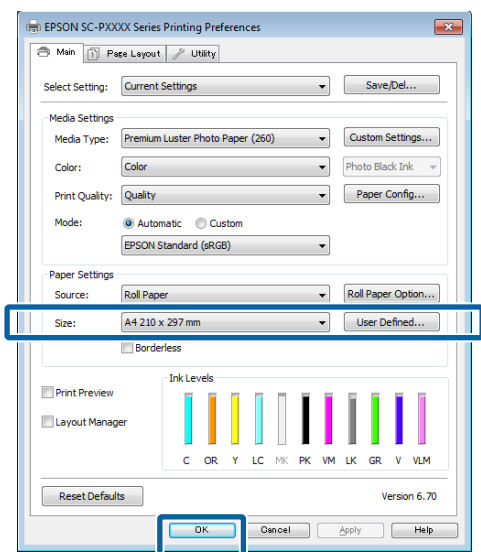 EPSON SC-PXXXX Series Printing Preferences
Main Page Layout Utility
Select Setting: Current Settings Save/Del...
Media Settings
Media Type: Premium Luster Photo Paper (260) Custom Settings...
Color: Color Photo Black Ink
Print Quality: Quality Paper Config...
Mode: Automatic Custom
EPSON Standard (sRGB)
Paper Settings
Source: Roll Paper Roll Paper Option...
Size: A4 210 x 297 mm User Defined...
Borderless
Ink Levels
Print Preview
Layout Manager
C OR Y LC MK PK VM LK GR V VLM
Reset Defaults Version 6.70
OK Cancel Apply Help